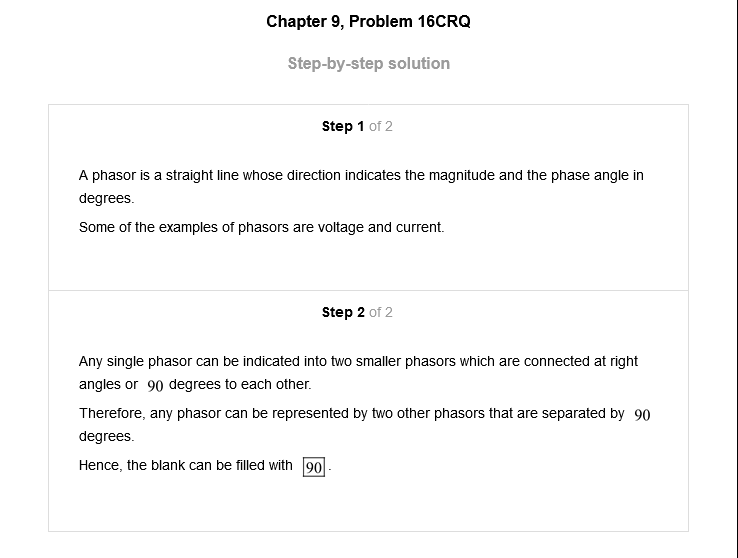 Chapter 9, Problem 16CRQ
Step-by-step solution
Step 1 of 2
A phasor is a straight line whose direction indicates the magnitude and the phase angle in
degrees.
Some of the examples of phasors are voltage and current.
Step 2 of 2
Any single phasor can be indicated into two smaller phasors which are connected at right
angles or 90 degrees to each other.
Therefore, any phasor can be represented by two other phasors that are separated by 90
degrees.
Hence, the blank can be filled with 90.